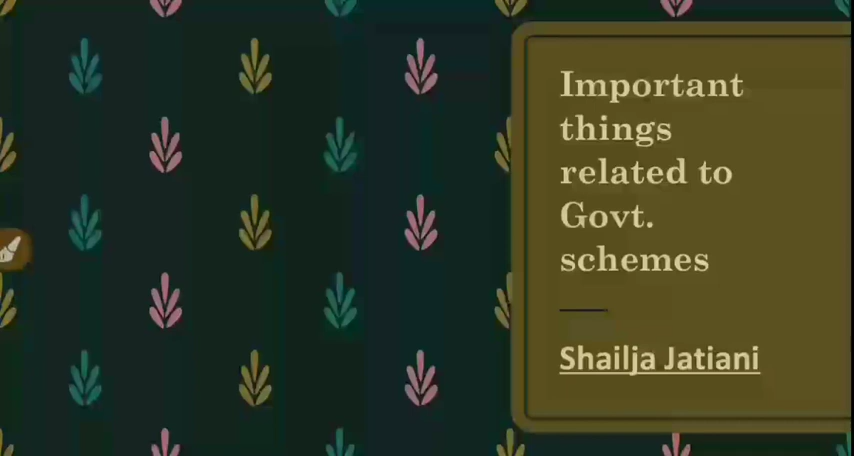 Important
things
related to
Govt.
schemes
Shailja Jatiani